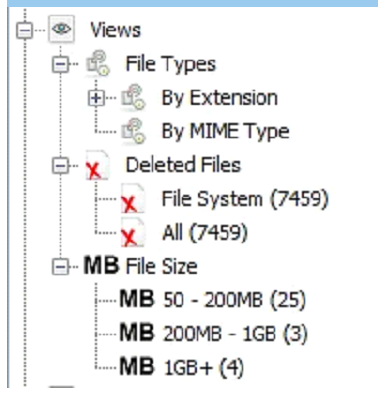 Views
File Types
By Extension
By MIME Type
Deleted Files
File System (7459)
All (7459)
MB File Size
MB 50 - 200MB (25)
MB 200MB - 1GB (3)
MB 1GB+ (4)